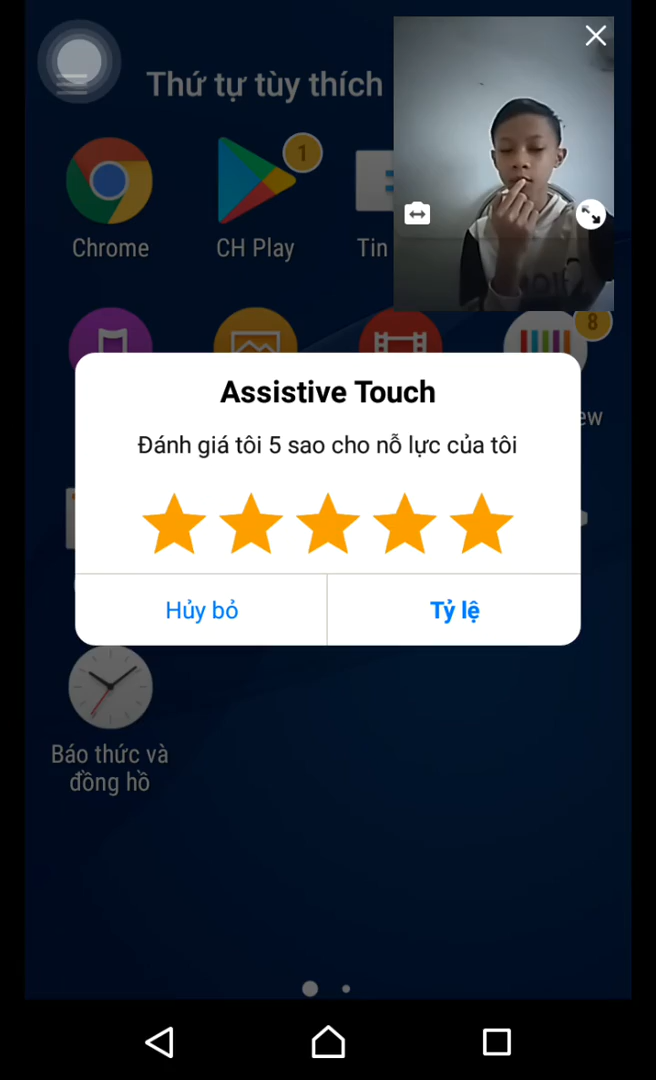 Thứ tự tùy thích
1
Chrome
CH Play
Tin
8
ew
Assistive Touch
Đánh giá tôi 5 sao cho nỗ lực của tôi
Hủy bỏ
Tỷ lệ
Báo thức và
đồng hồ